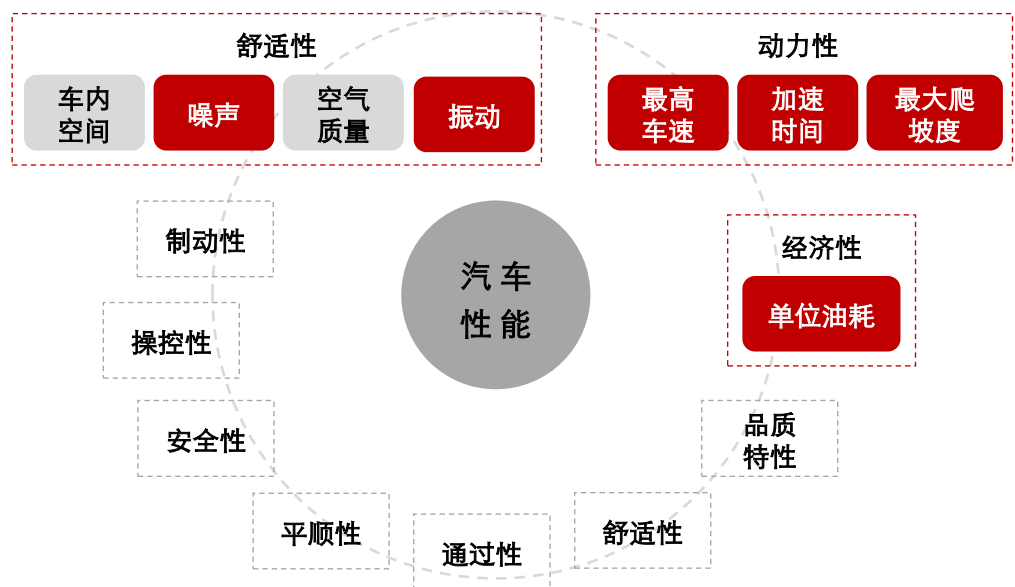 舒适性
车内
空间
噪声
空气
质量
振动
动力性
最高
车速
加速
时间
最大爬
坡度
制动性
汽车
性能
经济性
单位油耗
操控性
安全性
品质
特性
平顺性
通过性
舒适性